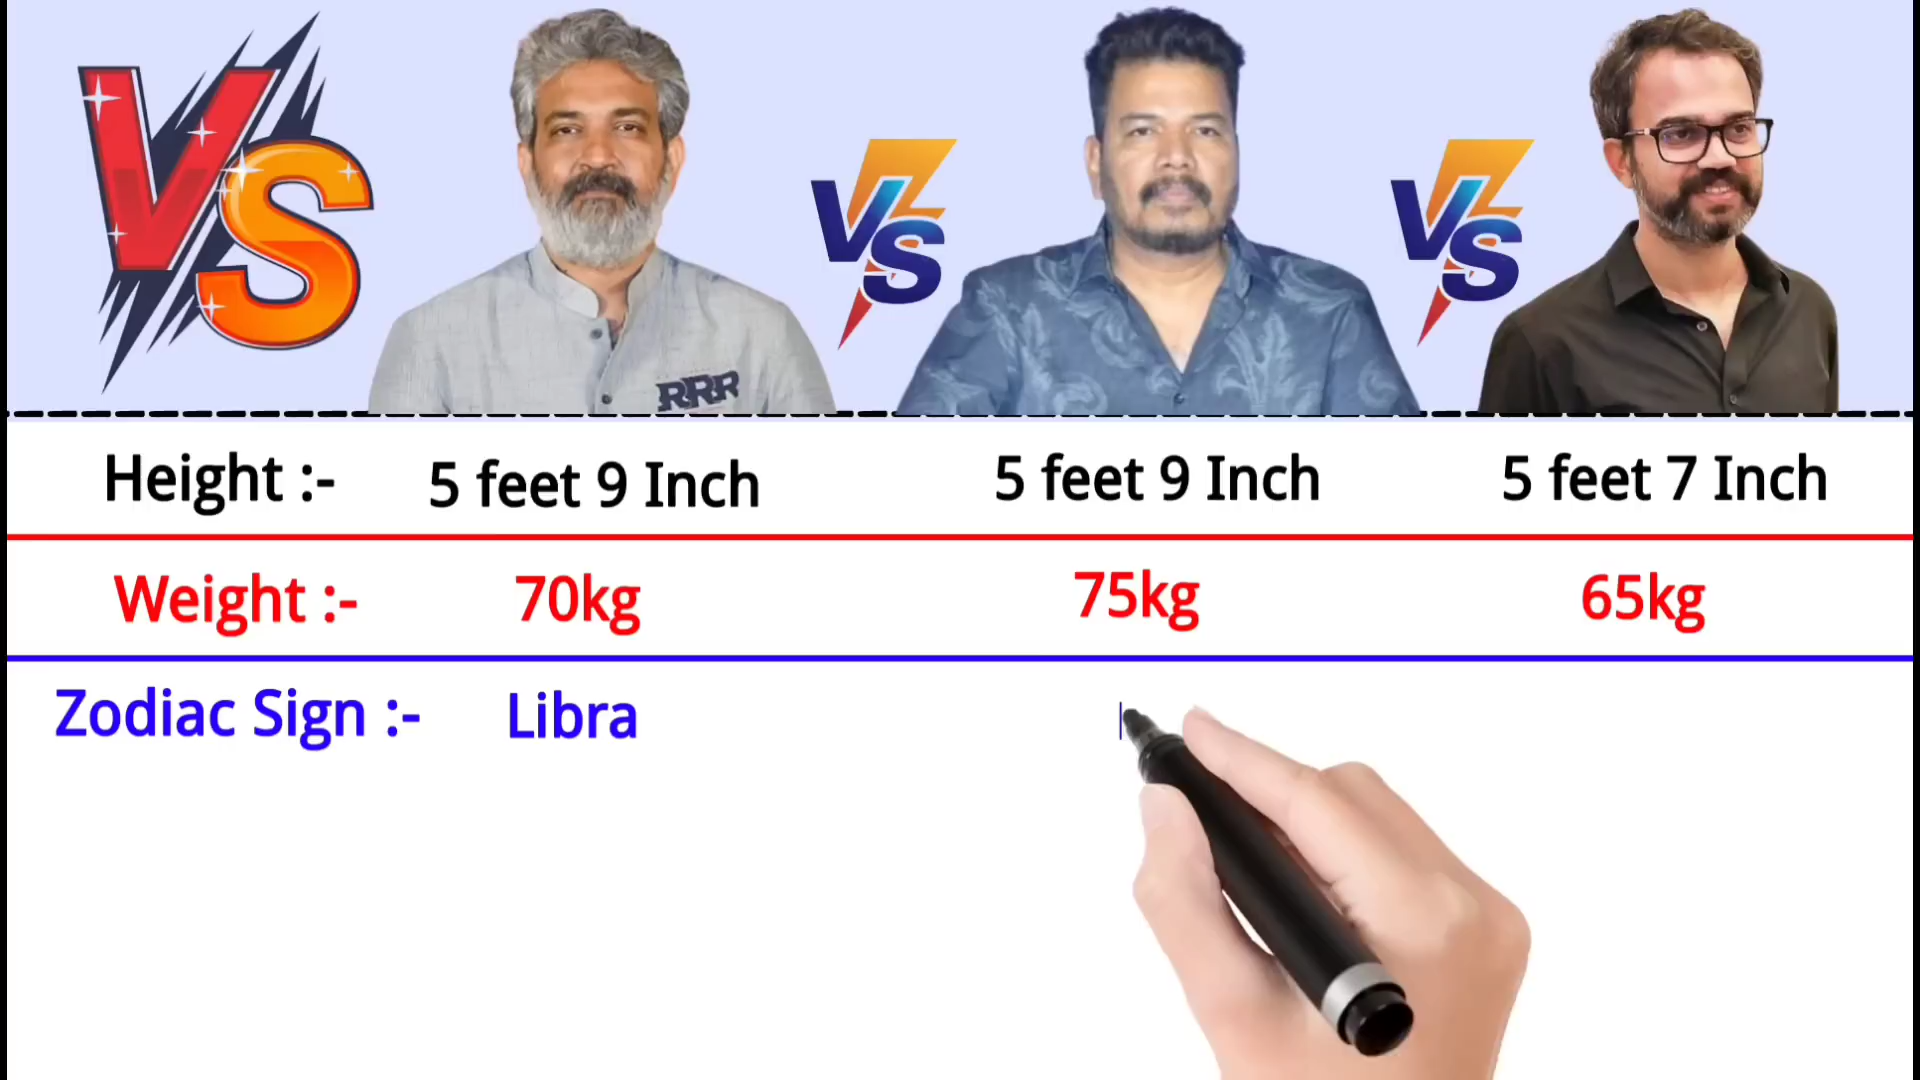 VS
VS
VS
RRR
Height :- 5 feet 9 Inch 5 feet 9 Inch 5 feet 7 Inch
Weight :- 70kg 75kg 65kg
Zodiac Sign :- Libra